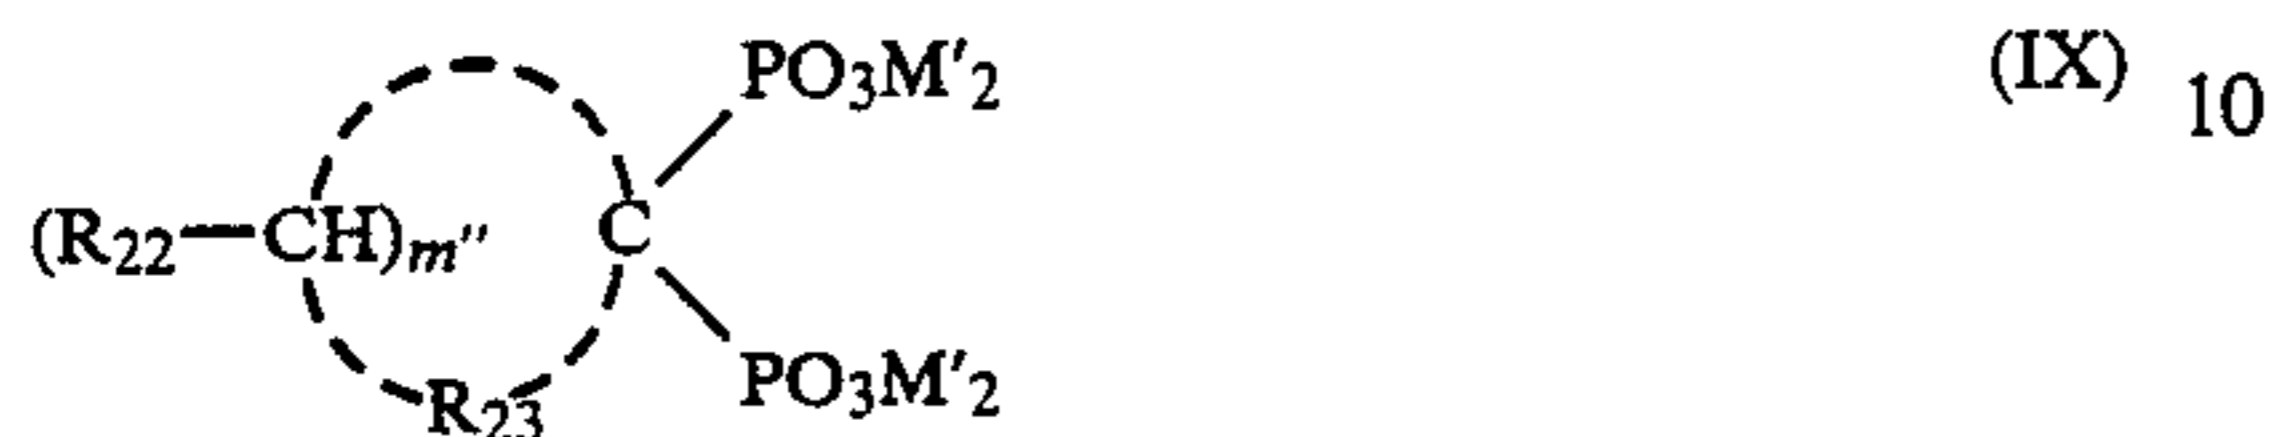 PO₃M′₂ (IX) 10
(R₂₂—CH)ₘ″ C
PO₃M′₂
R₂₃